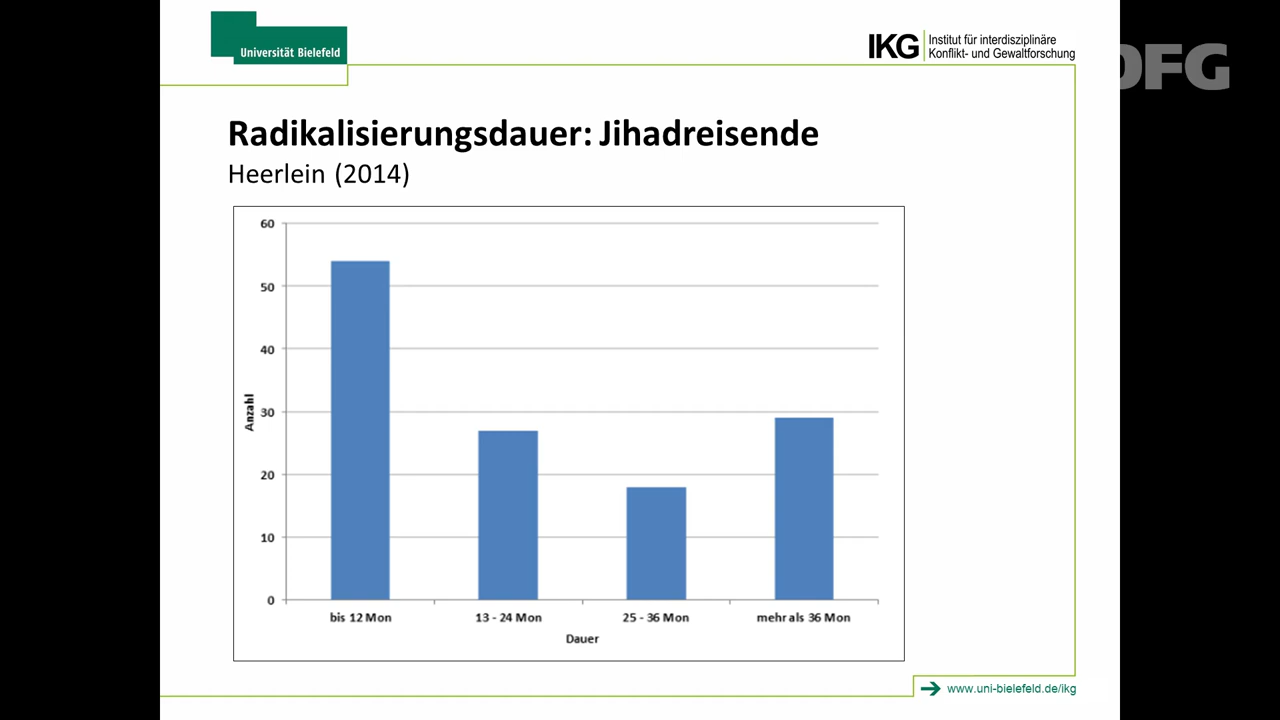 Universität Bielefeld
IKG Institut für interdisziplinäre
Konflikt- und Gewaltforschung
DFG
Radikalisierungsdauer: Jihadreisende
Heerlein (2014)
60
50
40
30
20
10
0
Anzahl
bis 12 Mon 13 - 24 Mon 25 - 36 Mon mehr als 36 Mon
Dauer
www.uni-bielefeld.de/ikg